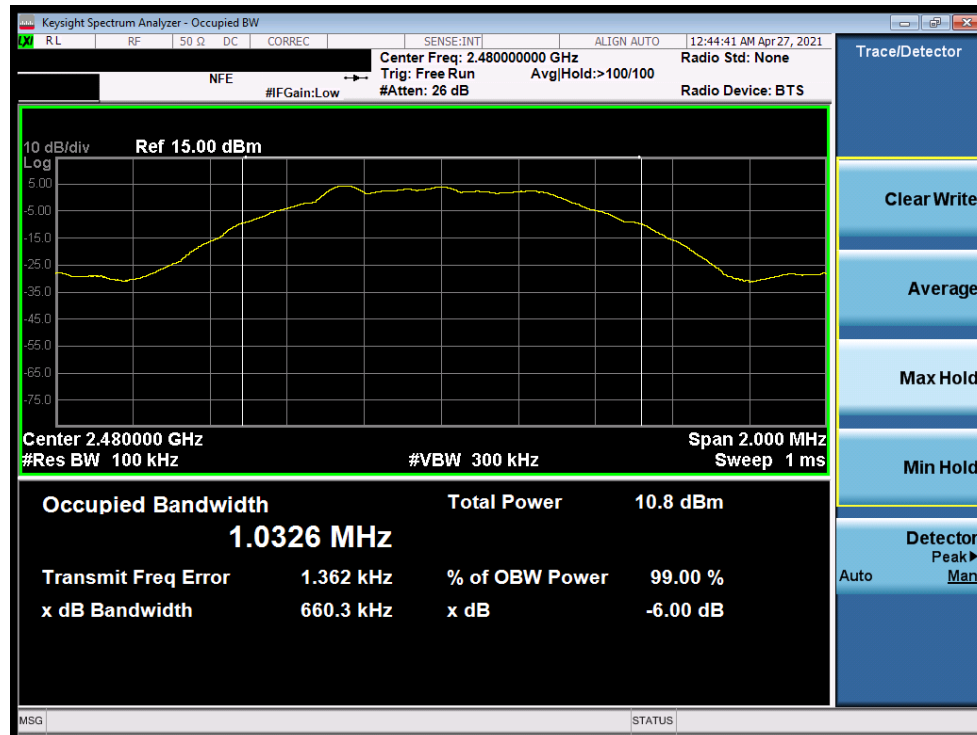 Keysight Spectrum Analyzer - Occupied BW
LXI RL RF 50 Ω DC CORREC SENSE:INT ALIGN AUTO 12:44:41 AM Apr 27, 2021
Center Freq: 2.480000000 GHz Radio Std: None
NFE Trig: Free Run Avg|Hold:>100/100
#IFGain:Low #Atten: 26 dB Radio Device: BTS
10 dB/div Ref 15.00 dBm
Log
5.00
-5.00
-15.0
-25.0
-35.0
-45.0
-55.0
-65.0
-75.0
Center 2.480000 GHz Span 2.000 MHz
#Res BW 100 kHz #VBW 300 kHz Sweep 1 ms
Occupied Bandwidth Total Power 10.8 dBm
1.0326 MHz
Transmit Freq Error 1.362 kHz % of OBW Power 99.00 %
x dB Bandwidth 660.3 kHz x dB -6.00 dB
MSG STATUS
Trace/Detector
Clear Write
Average
Max Hold
Min Hold
Detector
Peak▶
Auto Man